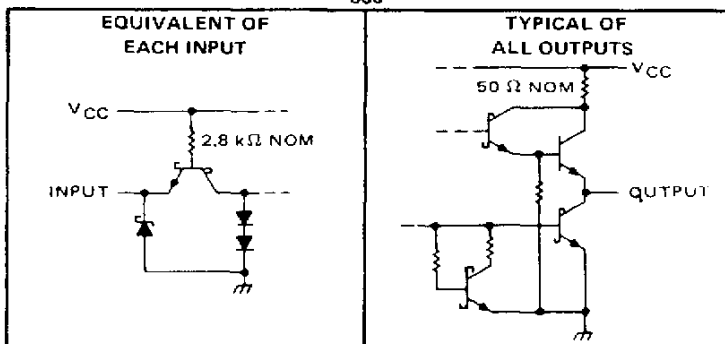 EQUIVALENT OF
EACH INPUT
VCC
2.8 kΩ NOM
INPUT
TYPICAL OF
ALL OUTPUTS
VCC
50 Ω NOM
OUTPUT